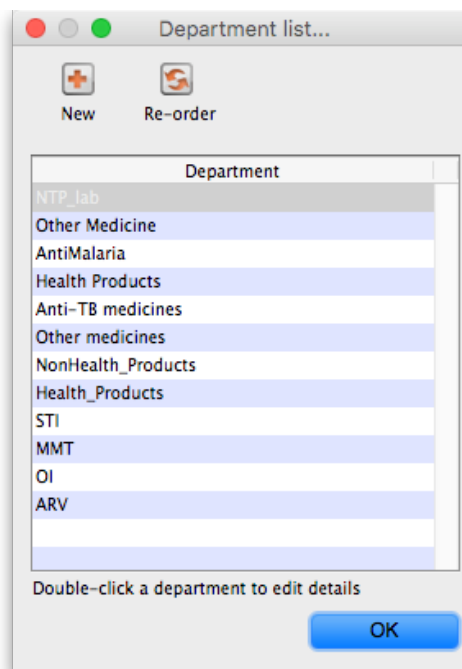 Department list...
New Re-order
Department
NTP_lab
Other Medicine
AntiMalaria
Health Products
Anti-TB medicines
Other medicines
NonHealth_Products
Health_Products
STI
MMT
OI
ARV
Double-click a department to edit details
OK